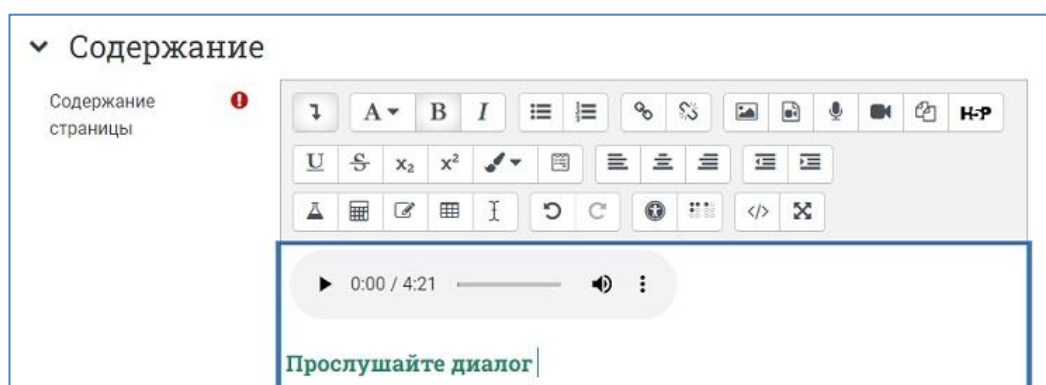 Содержание
Содержание
страницы
A B I H-P
U S x₂ x²
</>
0:00 / 4:21
Прослушайте диалог